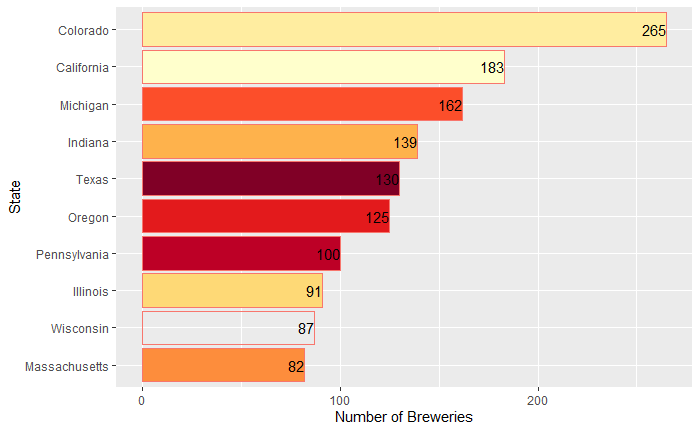 Colorado 265
California 183
Michigan 162
Indiana 139
Texas 130
Oregon 125
Pennsylvania 100
Illinois 91
Wisconsin 87
Massachusetts 82
State
0 100 200
Number of Breweries